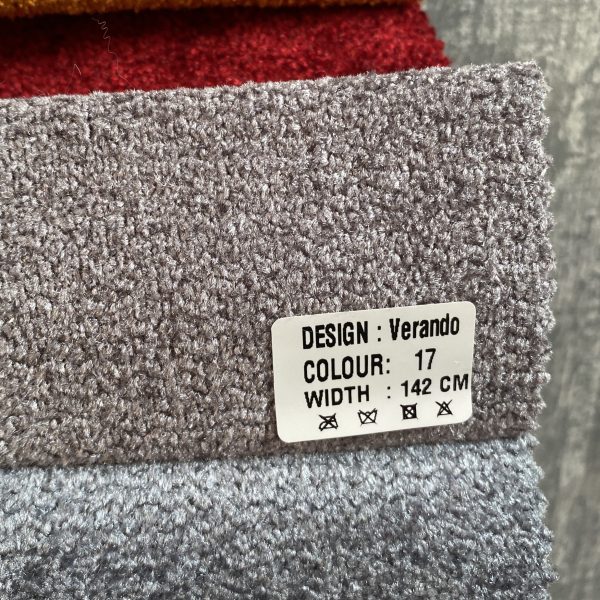 DESIGN : Verando
COLOUR: 17
WIDTH : 142 CM